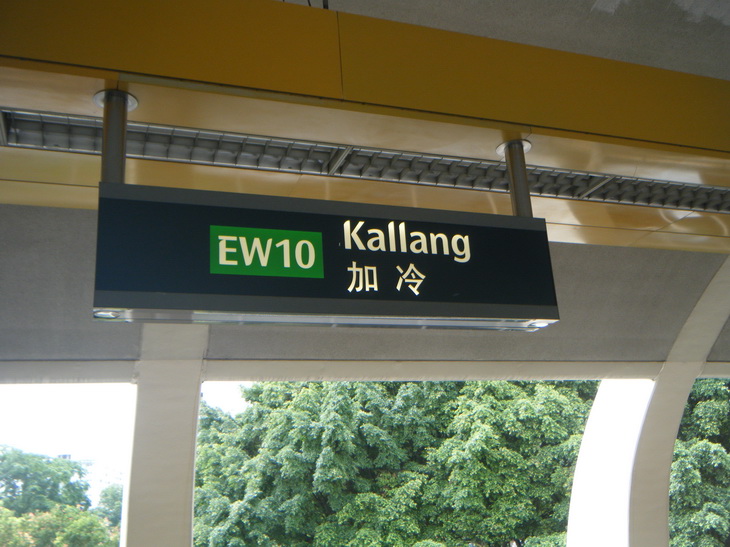 EW10 Kallang
加冷